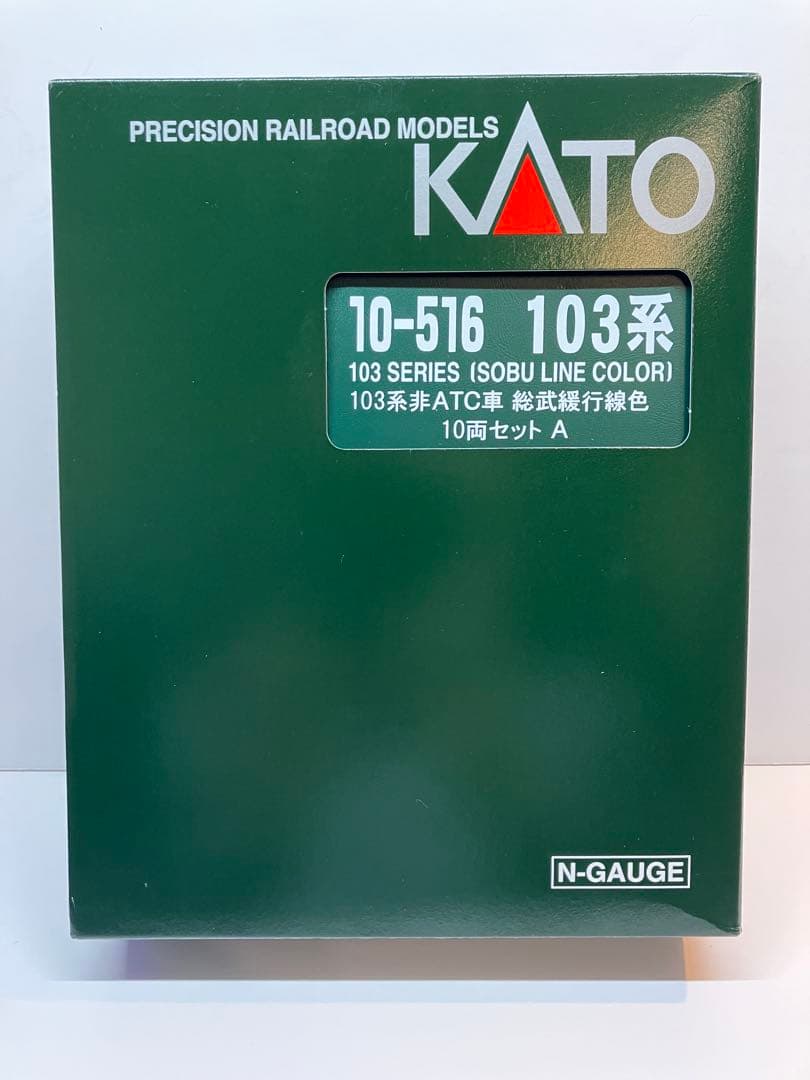 PRECISION RAILROAD MODELS
KATO
10-516 103系
103 SERIES (SOBU LINE COLOR)
103系非ATC車 総武緩行線色
10両セット A
N-GAUGE